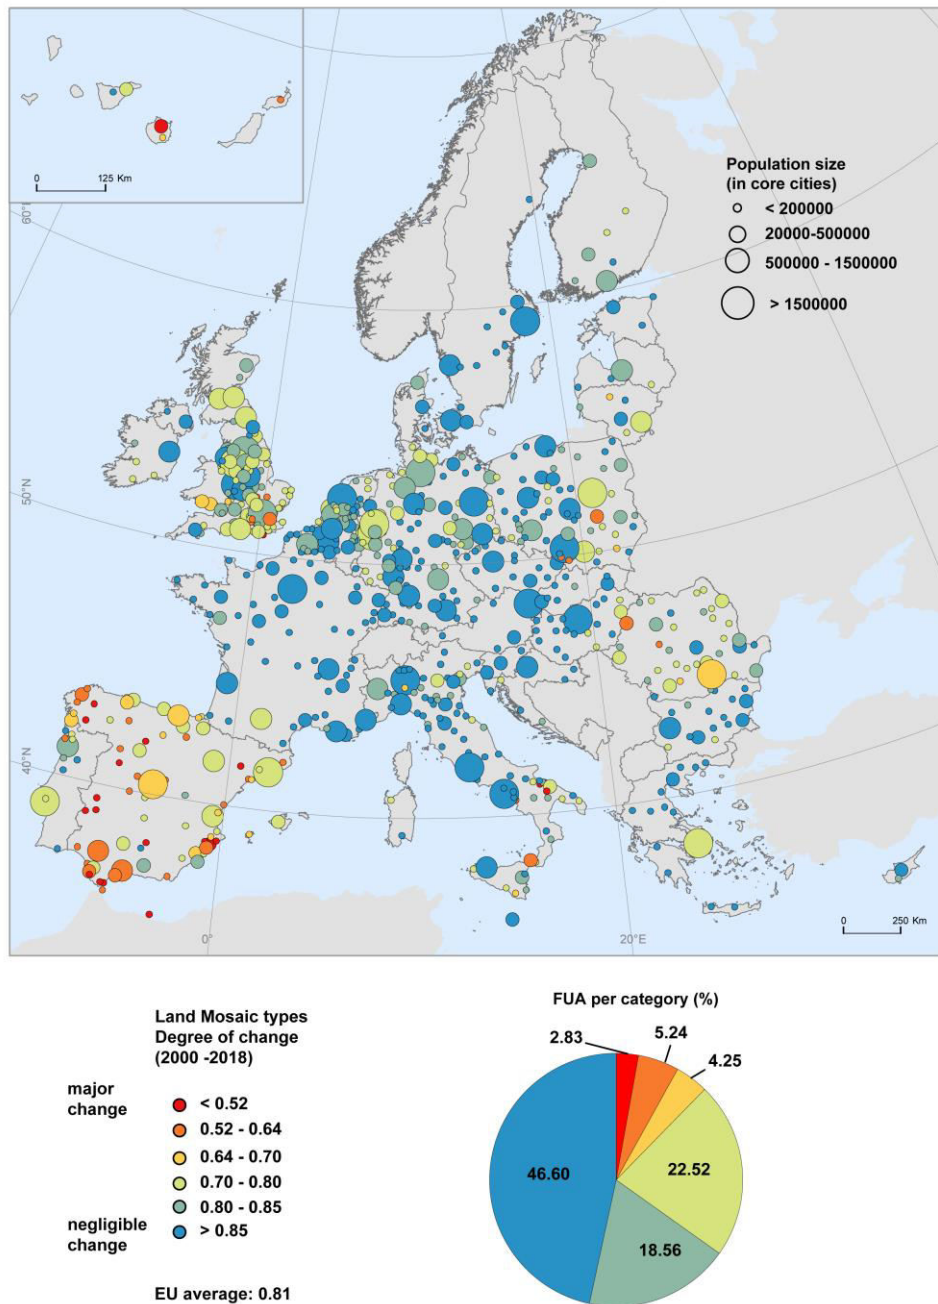 0 125 Km
60°N
50°N
40°N
Population size
(in core cities)
< 200000
20000-500000
500000 - 1500000
> 1500000
0 250 Km
0°
20°E
Land Mosaic types
Degree of change
(2000 -2018)
major
change
< 0.52
0.52 - 0.64
0.64 - 0.70
0.70 - 0.80
0.80 - 0.85
negligible
change
> 0.85
EU average: 0.81
FUA per category (%)
2.83
5.24
4.25
22.52
18.56
46.60